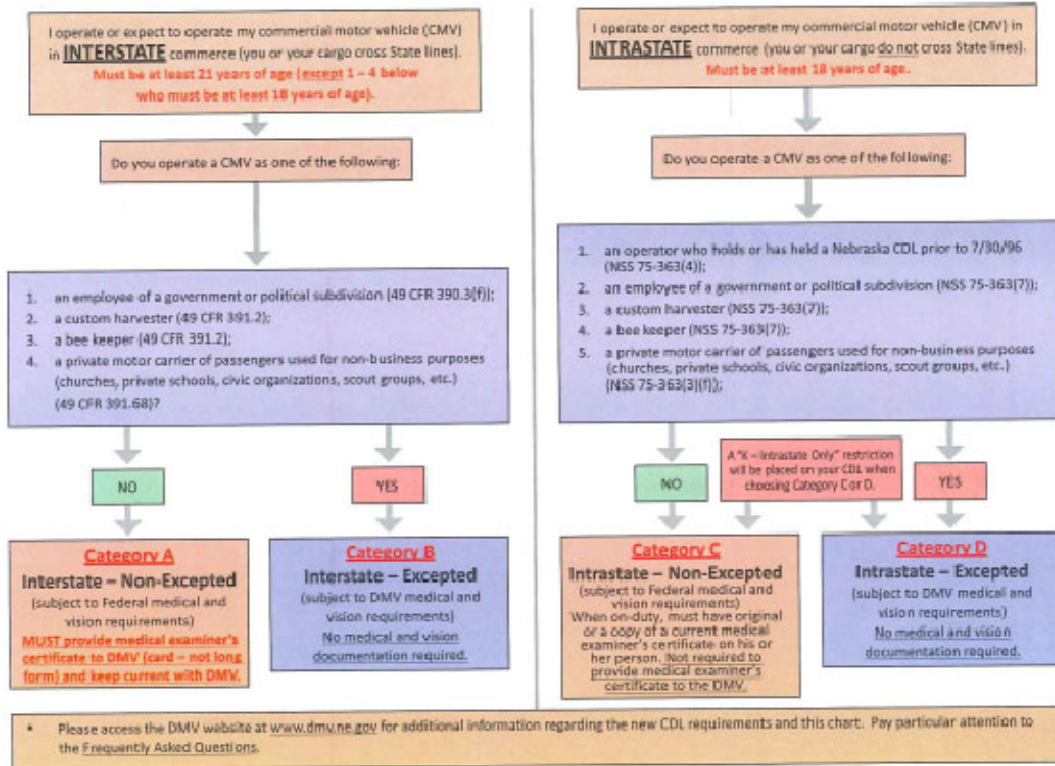 I operate or expect to operate my commercial motor vehicle (CMV)
in INTERSTATE commerce (you or your cargo cross State lines).
Must be at least 21 years of age (except 1 – 4 below
who must be at least 18 years of age).
Do you operate a CMV as one of the following:
1. an employee of a government or political subdivision (49 CFR 390.3(f));
2. a custom harvester (49 CFR 391.2);
3. a bee keeper (49 CFR 391.2);
4. a private motor carrier of passengers used for non-business purposes
(churches, private schools, civic organizations, scout groups, etc.)
(49 CFR 391.68)?
NO
YES
Category A
Interstate – Non-Excepted
(subject to Federal medical and
vision requirements)
MUST provide medical examiner's
certificate to DMV (card – not long
form) and keep current with DMV.
Category B
Interstate – Excepted
(subject to DMV medical and
vision requirements)
No medical and vision
documentation required.
I operate or expect to operate my commercial motor vehicle (CMV) in
INTRASTATE commerce (you or your cargo do not cross State lines).
Must be at least 18 years of age.
Do you operate a CMV as one of the following:
1. an operator who holds or has held a Nebraska CDL prior to 7/30/96
(NSS 75-363(4));
2. an employee of a government or political subdivision (NSS 75-363(7));
3. a custom harvester (NSS 75-363(7));
4. a bee keeper (NSS 75-363(7));
5. a private motor carrier of passengers used for non-business purposes
(churches, private schools, civic organizations, scout groups, etc.)
(NSS 75-363(3)(f));
NO
A "K – Intrastate Only" restriction
will be placed on your CDL when
choosing Category C or D.
YES
Category C
Intrastate – Non-Excepted
(subject to Federal medical and
vision requirements)
When on-duty, must have original
or a copy of a current medical
examiner's certificate on his or
her person. Not required to
provide medical examiner's
certificate to the DMV.
Category D
Intrastate – Excepted
(subject to DMV medical and
vision requirements)
No medical and vision
documentation required.
• Please access the DMV website at www.dmv.ne.gov for additional information regarding the new CDL requirements and this chart. Pay particular attention to
the Frequently Asked Questions.